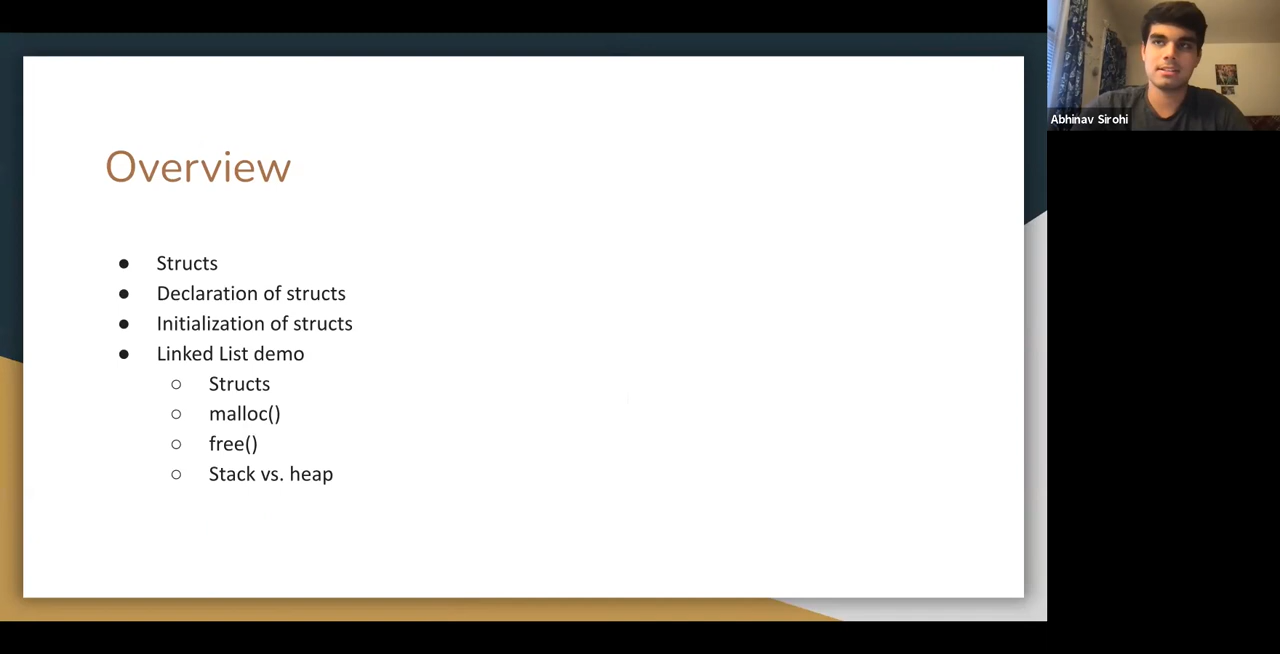 Overview
● Structs
● Declaration of structs
● Initialization of structs
● Linked List demo
○ Structs
○ malloc()
○ free()
○ Stack vs. heap
Abhinav Sirohi